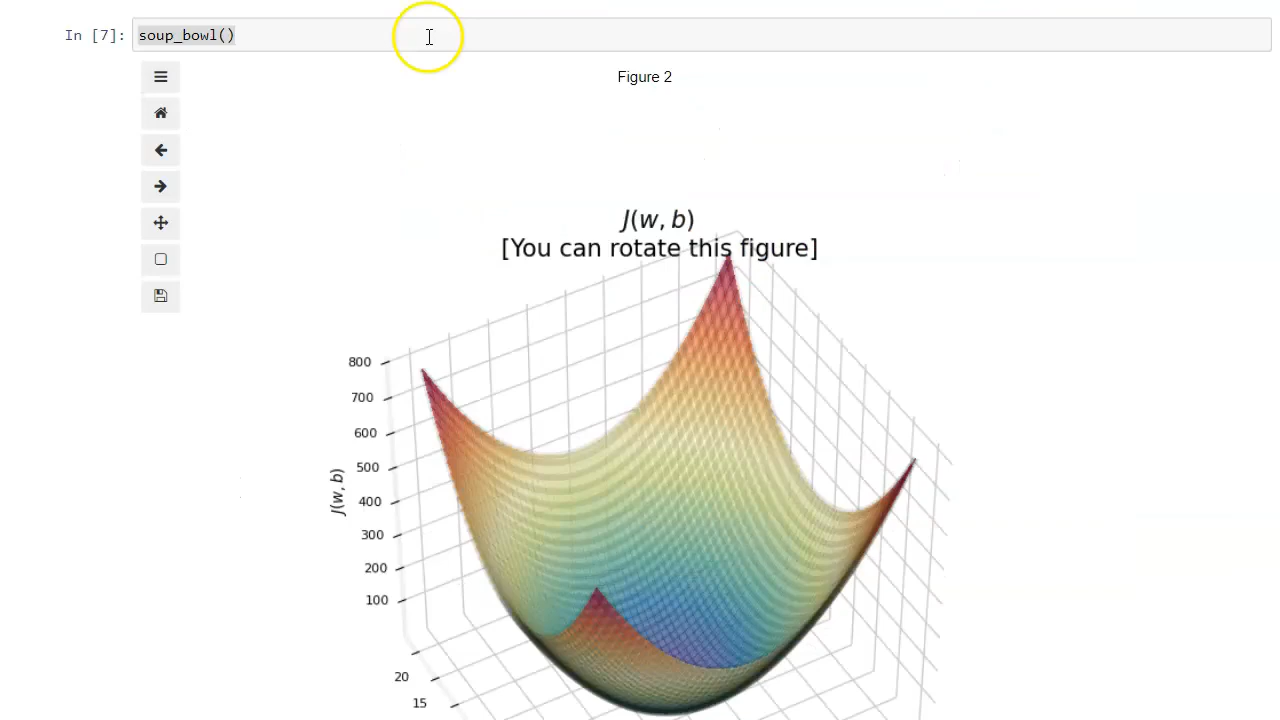 In [7]: soup_bowl()
Figure 2
J(w, b)
[You can rotate this figure]
800
700
600
500
400
300
200
100
J(w, b)
20
15